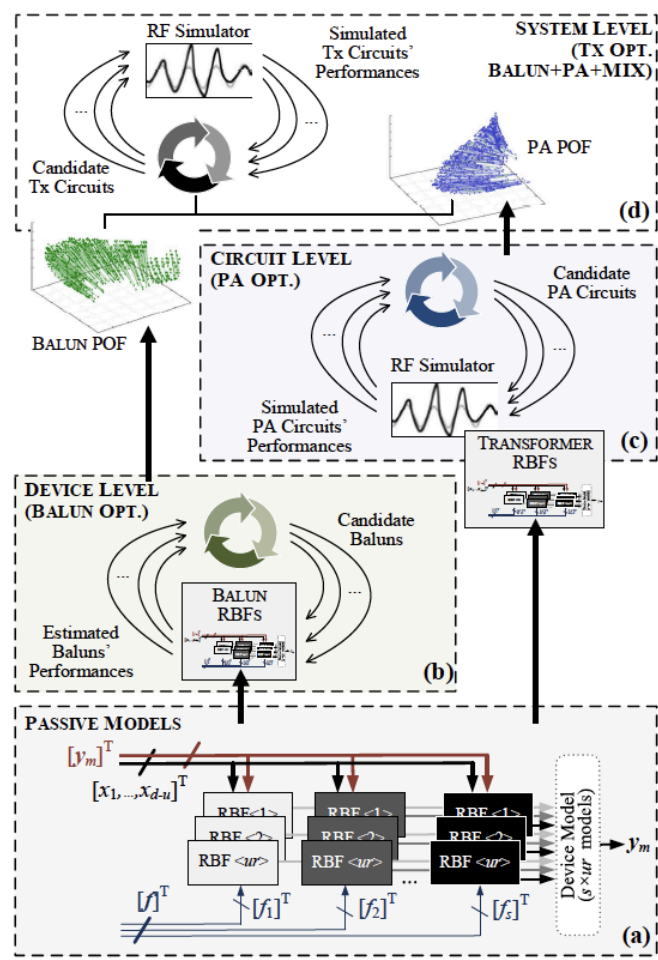 RF Simulator
Simulated
Tx Circuits'
Performances
SYSTEM LEVEL
(TX OPT.
BALUN+PA+MIX)
...
...
Candidate
Tx Circuits
PA POF
(d)
BALUN POF
CIRCUIT LEVEL
(PA OPT.)
Candidate
PA Circuits
...
...
RF Simulator
Simulated
PA Circuits'
Performances
(c)
TRANSFORMER
RBFS
DEVICE LEVEL
(BALUN OPT.)
Candidate
Baluns
...
...
BALUN
RBFS
Estimated
Baluns'
Performances
(b)
PASSIVE MODELS
[y_m]^T
[x_1,...,x_{d-u}]^T
RBF <1> RBF <1> RBF <1>
RBF <2> RBF <2> RBF <2>
RBF <ur> RBF <ur> RBF <ur>
...
Device Model
(s×ur models)
y_m
[f]^T [f_1]^T [f_2]^T [f_s]^T
(a)